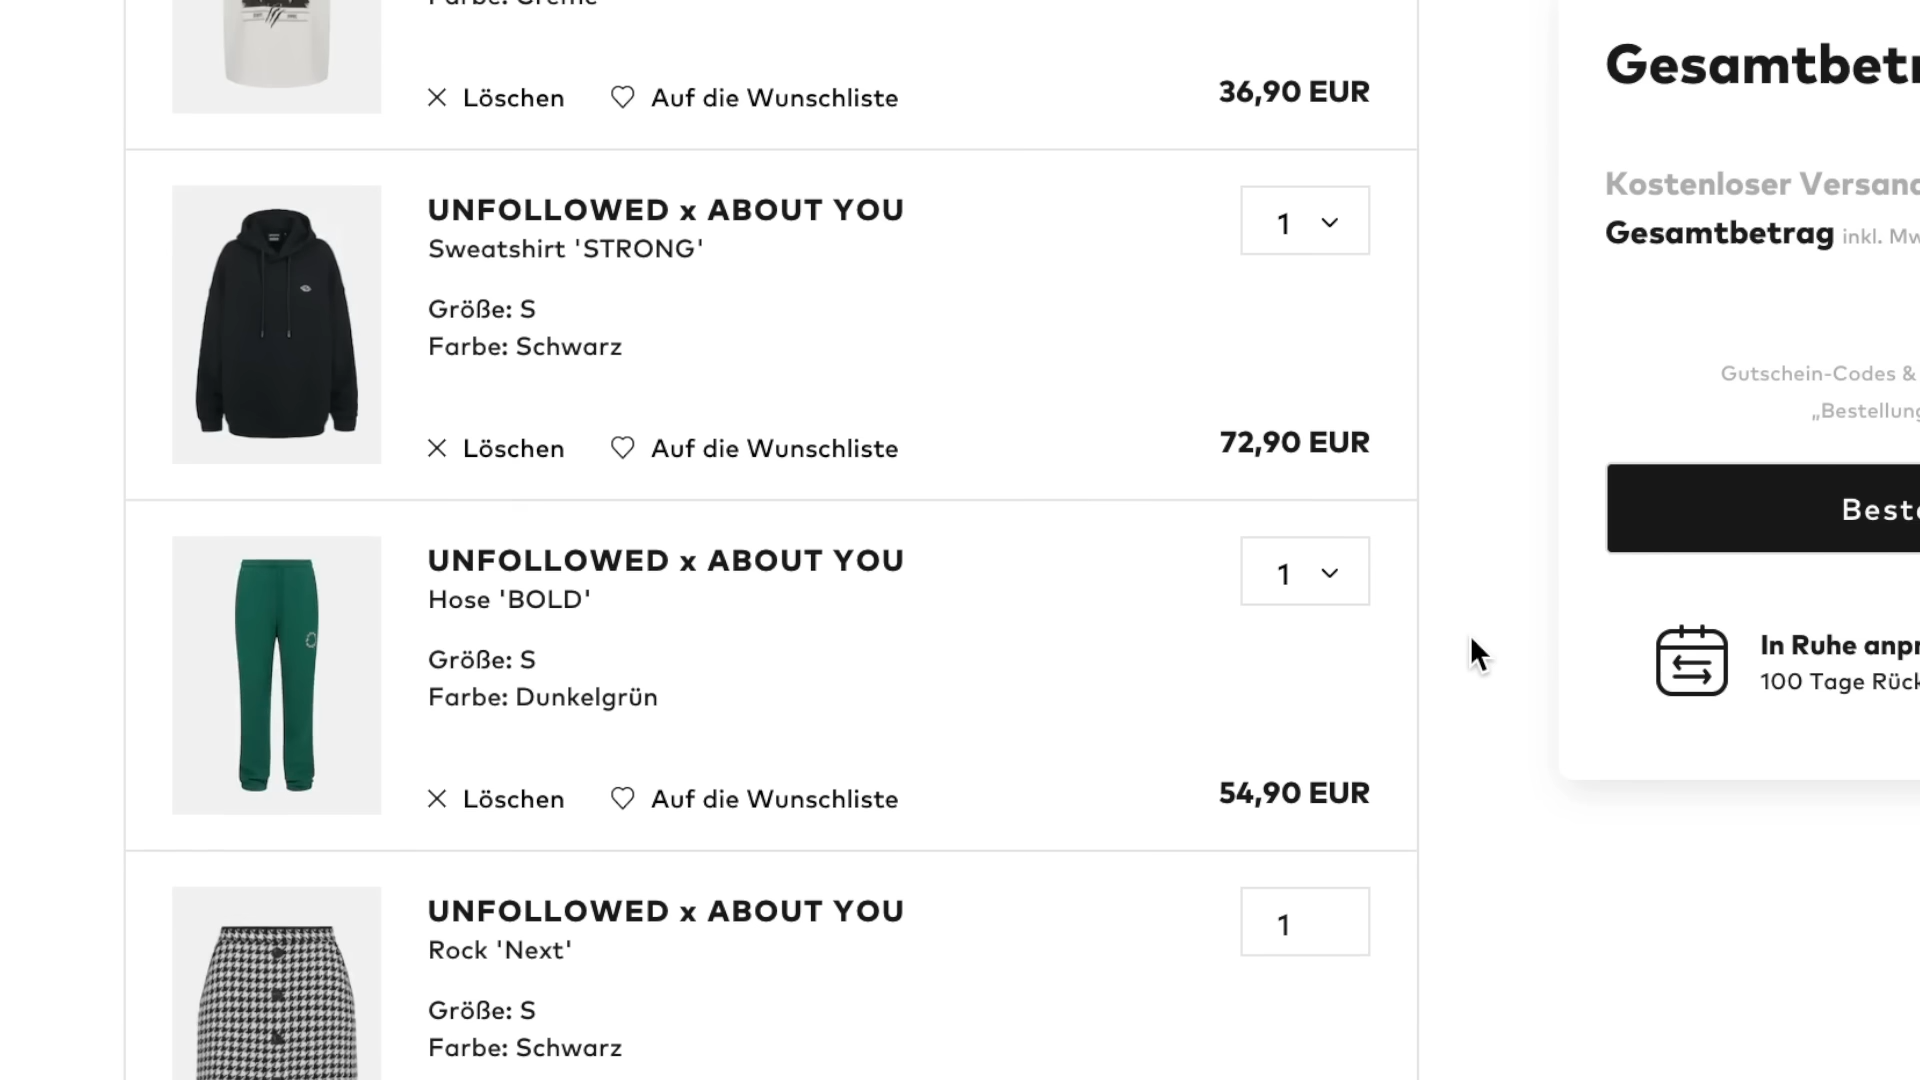 Löschen
Auf die Wunschliste
36,90 EUR
UNFOLLOWED x ABOUT YOU
1
Sweatshirt 'STRONG'
Größe: S
Farbe: Schwarz
Löschen
Auf die Wunschliste
72,90 EUR
UNFOLLOWED x ABOUT YOU
1
Hose 'BOLD'
Größe: S
Farbe: Dunkelgrün
Löschen
Auf die Wunschliste
54,90 EUR
UNFOLLOWED x ABOUT YOU
1
Rock 'Next'
Größe: S
Farbe: Schwarz
Gesamtbetr
Kostenloser Versand
Gesamtbetrag inkl. Mw
Gutschein-Codes &
„Bestellung
Beste
In Ruhe anpr
100 Tage Rück